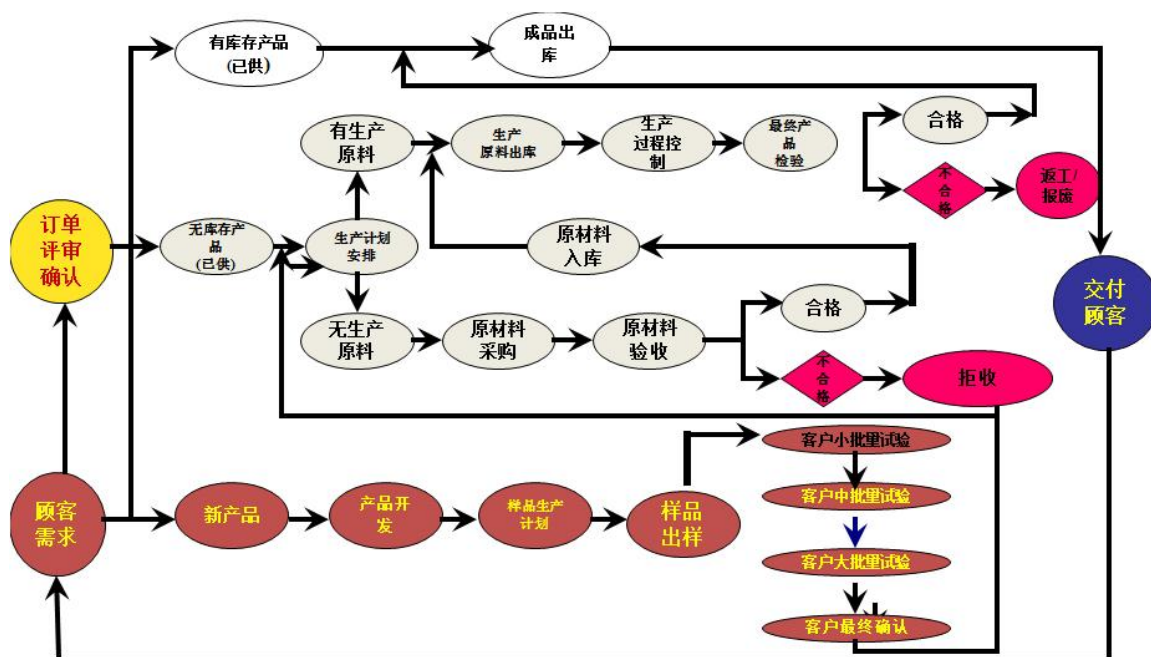 有库存产品
(已供)
成品出
库
有生产
原料
生产
原料出库
生产
过程控
制
最终产
品
检验
合格
不
合
格
返工/
报废
订单
评审
确认
无库存产
品
(已供)
生产计划
安排
原材料
入库
交付
顾客
无生产
原料
原材料
采购
原材料
验收
合格
不
合
格
拒收
顾客
需求
新产品
产品开
发
样品生产
计划
样品
出样
客户小批量试验
客户中批量试验
客户大批量试验
客户最终确认